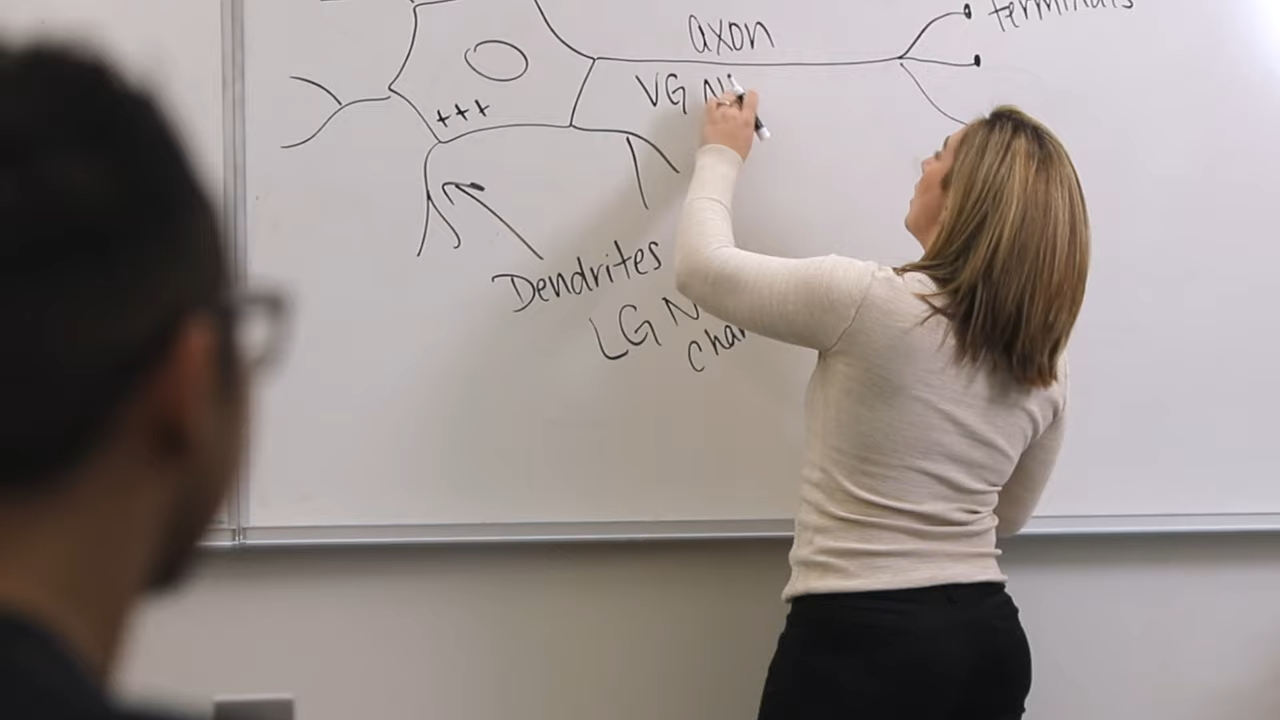 axon
terminals
VG N
+++
Dendrites
LG N
cha